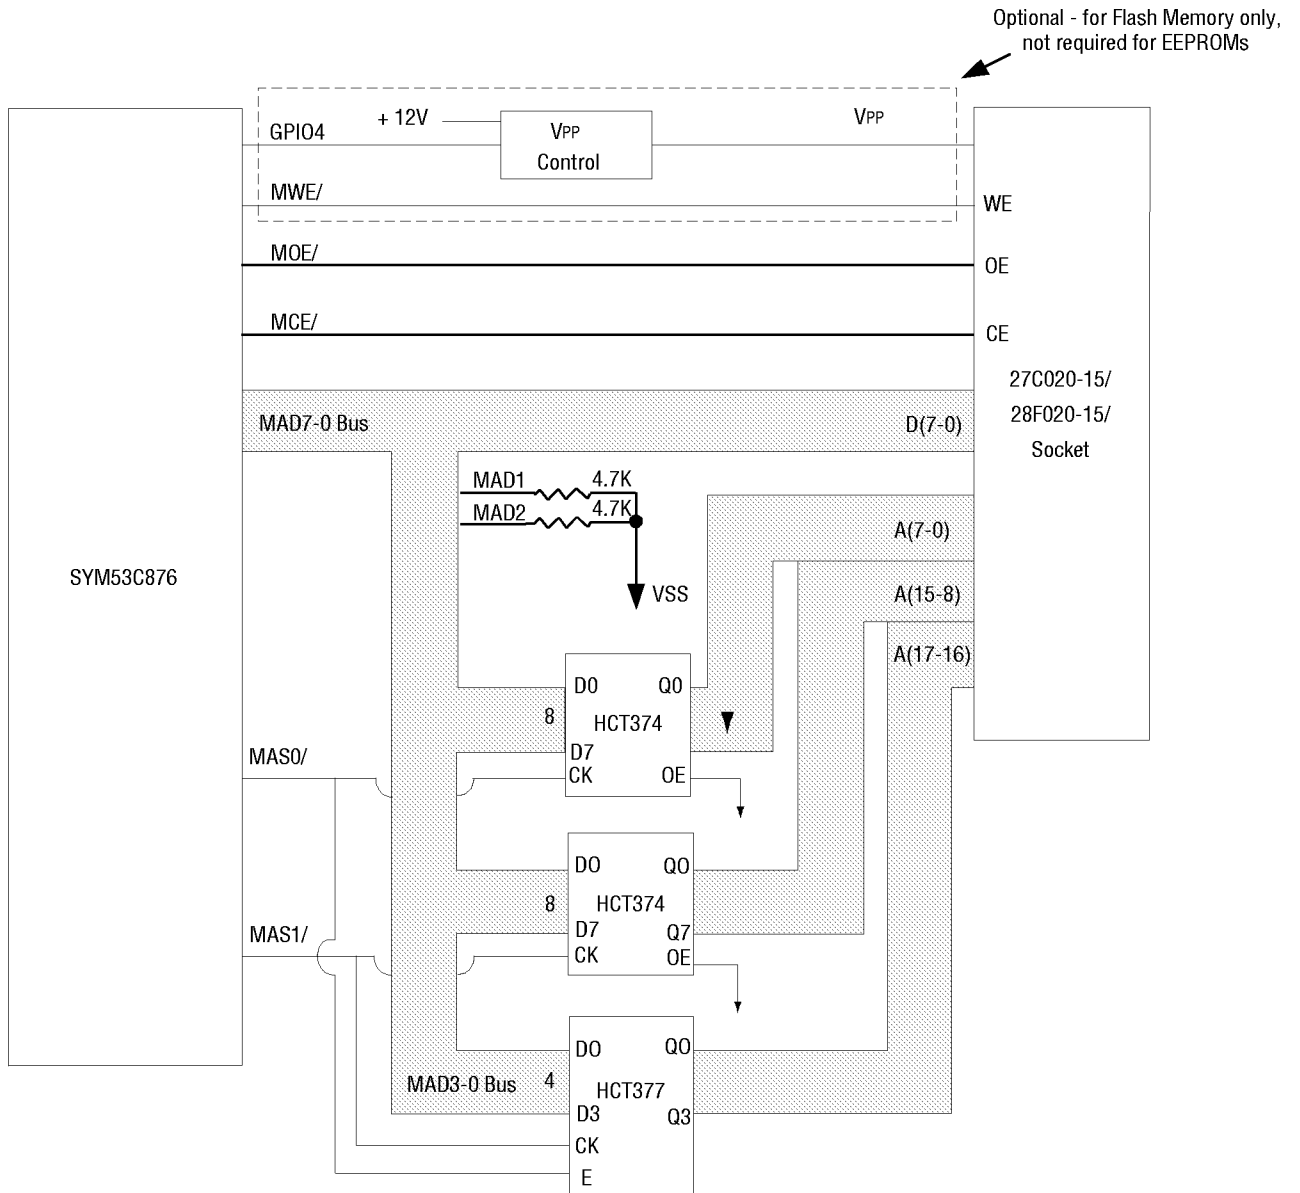 Optional - for Flash Memory only,
not required for EEPROMs
GPIO4
+ 12V
VPP
Control
VPP
MWE/
WE
MOE/
OE
MCE/
CE
27C020-15/
28F020-15/
Socket
MAD7-0 Bus
D(7-0)
MAD1
4.7K
MAD2
4.7K
A(7-0)
SYM53C876
VSS
A(15-8)
A(17-16)
D0
Q0
8
HCT374
D7
MAS0/
CK
OE
D0
Q0
8
HCT374
D7
Q7
MAS1/
CK
OE
D0
Q0
MAD3-0 Bus
4
HCT377
D3
Q3
CK
E